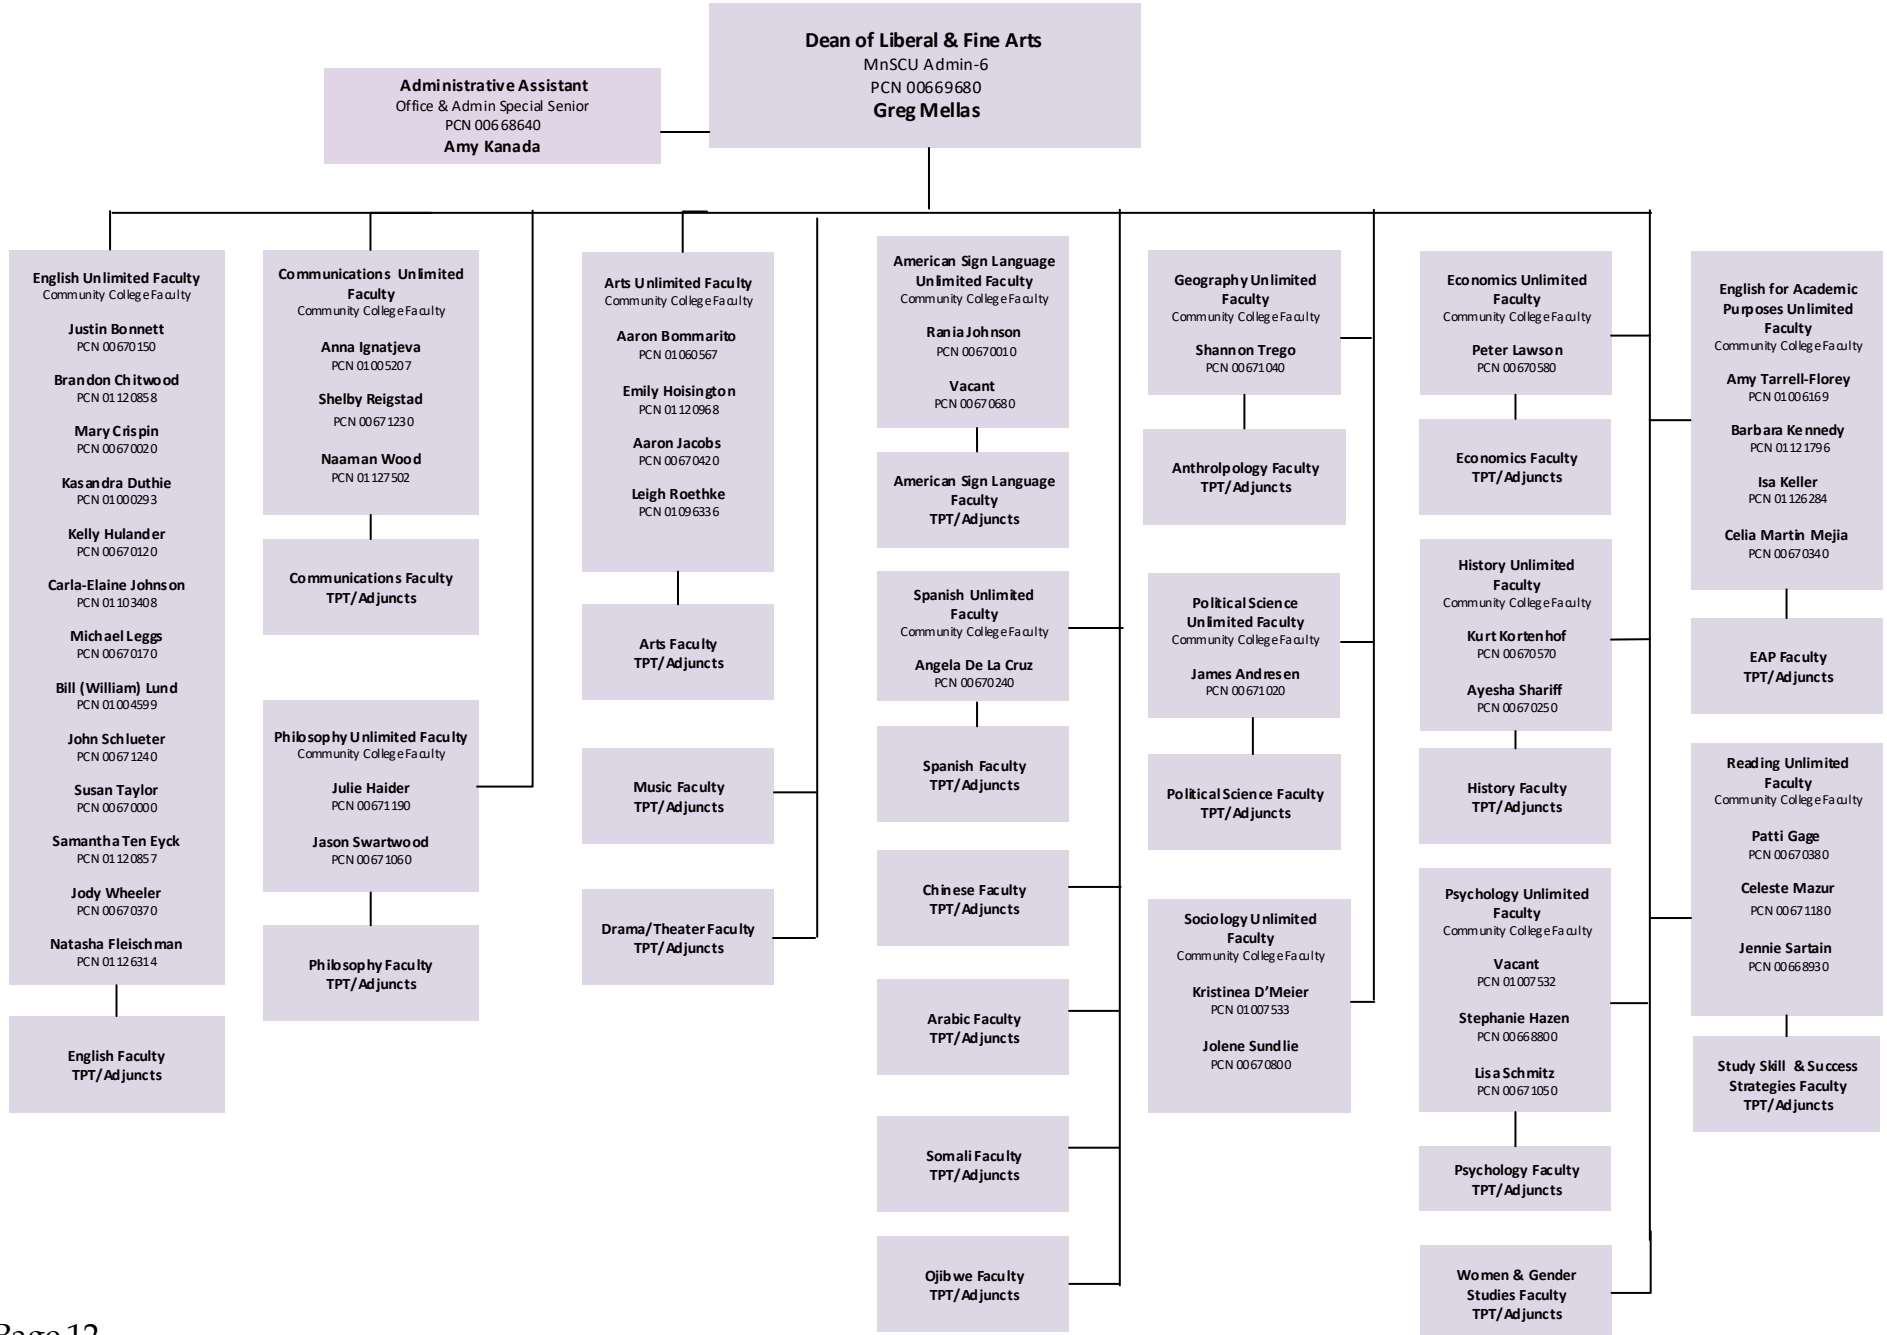 Dean of Liberal & Fine Arts
MnSCU Admin-6
PCN 00669680
Greg Mellas
Administrative Assistant
Office & Admin Special Senior
PCN 00668640
Amy Kanada
English Unlimited Faculty
Community College Faculty
Justin Bonnett
PCN 00670150
Brandon Chitwood
PCN 01120858
Mary Crispin
PCN 00670020
Kasandra Duthie
PCN 01000293
Kelly Hulander
PCN 00670120
Carla-Elaine Johnson
PCN 01103408
Michael Leggs
PCN 00670170
Bill (William) Lund
PCN 01004599
John Schlueter
PCN 00671240
Susan Taylor
PCN 00670000
Samantha Ten Eyck
PCN 01120857
Jody Wheeler
PCN 00670370
Natasha Fleischman
PCN 01126314
English Faculty
TPT/Adjuncts
Communications Unlimited
Faculty
Community College Faculty
Anna Ignatjeva
PCN 01005207
Shelby Reigstad
PCN 00671230
Naaman Wood
PCN 01127502
Communications Faculty
TPT/Adjuncts
Philosophy Unlimited Faculty
Community College Faculty
Julie Haider
PCN 00671190
Jason Swartwood
PCN 00671060
Philosophy Faculty
TPT/Adjuncts
Arts Unlimited Faculty
Community College Faculty
Aaron Bommarito
PCN 01060567
Emily Hoisington
PCN 01120968
Aaron Jacobs
PCN 00670420
Leigh Roethke
PCN 01096336
Arts Faculty
TPT/Adjuncts
Music Faculty
TPT/Adjuncts
Drama/Theater Faculty
TPT/Adjuncts
American Sign Language
Unlimited Faculty
Community College Faculty
Rania Johnson
PCN 00670010
Vacant
PCN 00670680
American Sign Language
Faculty
TPT/Adjuncts
Spanish Unlimited
Faculty
Community College Faculty
Angela De La Cruz
PCN 00670240
Spanish Faculty
TPT/Adjuncts
Chinese Faculty
TPT/Adjuncts
Arabic Faculty
TPT/Adjuncts
Somali Faculty
TPT/Adjuncts
Ojibwe Faculty
TPT/Adjuncts
Geography Unlimited
Faculty
Community College Faculty
Shannon Trego
PCN 00671040
Anthrolpology Faculty
TPT/Adjuncts
Political Science
Unlimited Faculty
Community College Faculty
James Andresen
PCN 00671020
Political Science Faculty
TPT/Adjuncts
Sociology Unlimited
Faculty
Community College Faculty
Kristinea D’Meier
PCN 01007533
Jolene Sundlie
PCN 00670800
Economics Unlimited
Faculty
Community College Faculty
Peter Lawson
PCN 00670580
Economics Faculty
TPT/Adjuncts
History Unlimited
Faculty
Community College Faculty
Kurt Kortenhof
PCN 00670570
Ayesha Shariff
PCN 00670250
History Faculty
TPT/Adjuncts
Psychology Unlimited
Faculty
Community College Faculty
Vacant
PCN 01007532
Stephanie Hazen
PCN 00668800
Lisa Schmitz
PCN 00671050
Psychology Faculty
TPT/Adjuncts
Women & Gender
Studies Faculty
TPT/Adjuncts
English for Academic
Purposes Unlimited
Faculty
Community College Faculty
Amy Tarrell-Florey
PCN 01006169
Barbara Kennedy
PCN 01121796
Isa Keller
PCN 01126284
Celia Martin Mejia
PCN 00670340
EAP Faculty
TPT/Adjuncts
Reading Unlimited
Faculty
Community College Faculty
Patti Gage
PCN 00670380
Celeste Mazur
PCN 00671180
Jennie Sartain
PCN 00668930
Study Skill & Success
Strategies Faculty
TPT/Adjuncts
Page 12